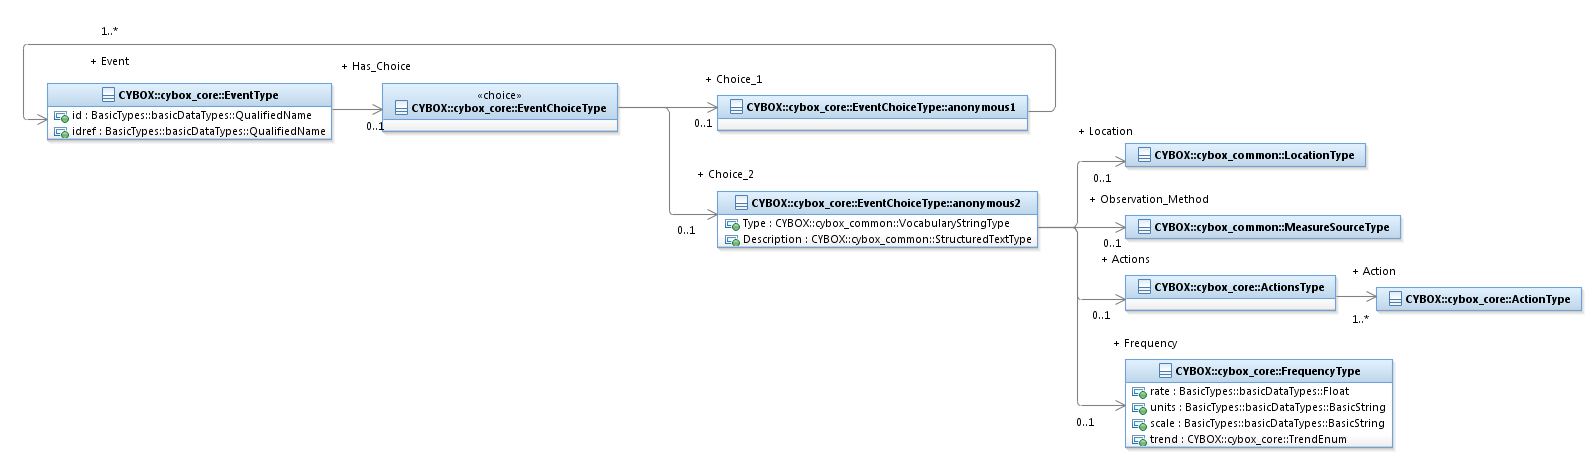 1..*
+ Event
CYBOX::cybox_core::EventType
id : BasicTypes::basicDataTypes::QualifiedName
idref : BasicTypes::basicDataTypes::QualifiedName
+ Has_Choice
«choice»
CYBOX::cybox_core::EventChoiceType
0..1
+ Choice_1
CYBOX::cybox_core::EventChoiceType::anonymous1
0..1
+ Choice_2
CYBOX::cybox_core::EventChoiceType::anonymous2
Type : CYBOX::cybox_common::VocabularyStringType
Description : CYBOX::cybox_common::StructuredTextType
0..1
+ Location
CYBOX::cybox_common::LocationType
0..1
+ Observation_Method
CYBOX::cybox_common::MeasureSourceType
0..1
+ Actions
CYBOX::cybox_core::ActionsType
0..1
+ Action
CYBOX::cybox_core::ActionType
1..*
+ Frequency
CYBOX::cybox_core::FrequencyType
rate : BasicTypes::basicDataTypes::Float
units : BasicTypes::basicDataTypes::BasicString
scale : BasicTypes::basicDataTypes::BasicString
trend : CYBOX::cybox_core::TrendEnum
0..1